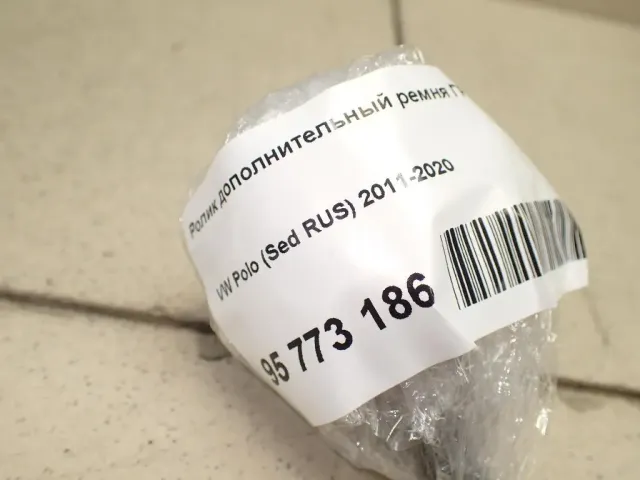 Ролик дополнительный ремня
VW Polo (Sed RUS) 2011-2020
95 773 186